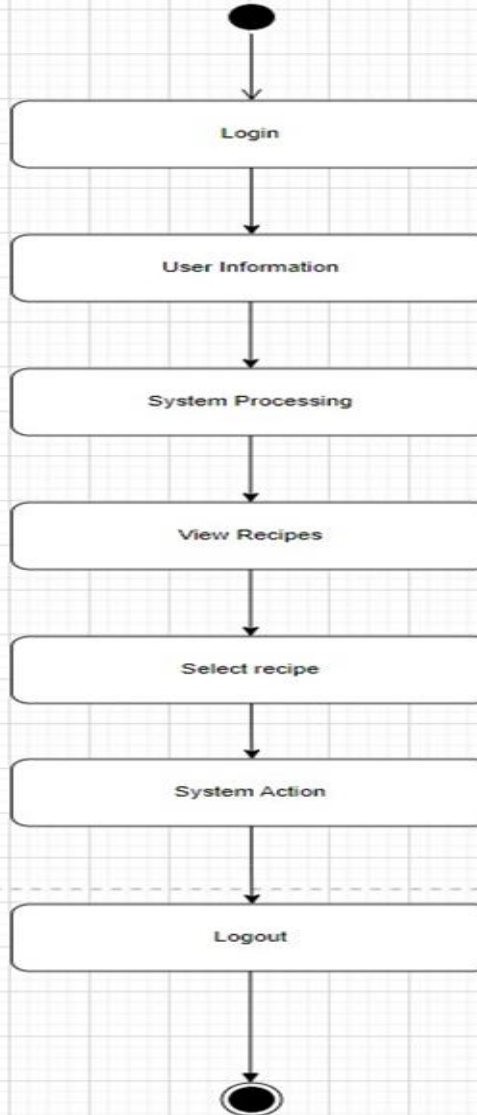 Login
User Information
System Processing
View Recipes
Select recipe
System Action
Logout